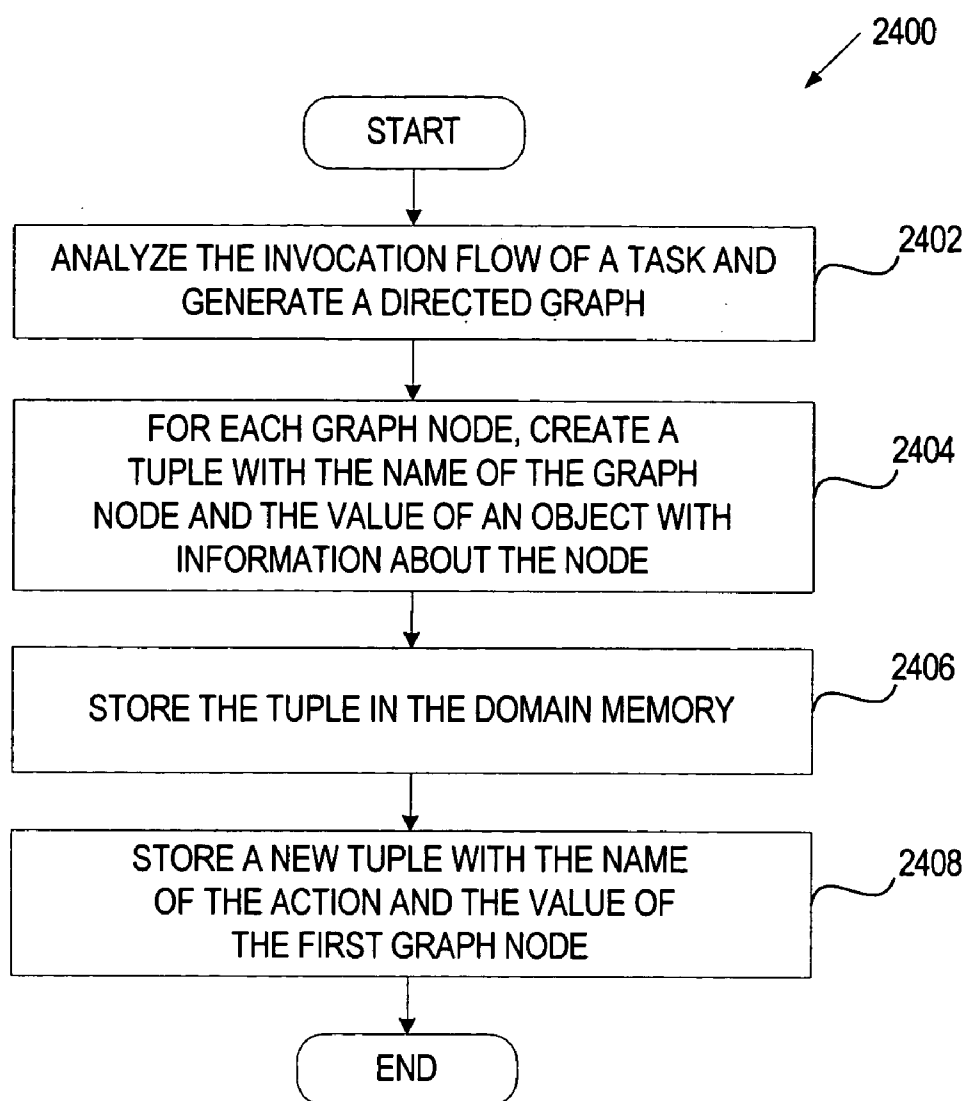 2400
START
ANALYZE THE INVOCATION FLOW OF A TASK AND
GENERATE A DIRECTED GRAPH
2402
FOR EACH GRAPH NODE, CREATE A
TUPLE WITH THE NAME OF THE GRAPH
NODE AND THE VALUE OF AN OBJECT WITH
INFORMATION ABOUT THE NODE
2404
STORE THE TUPLE IN THE DOMAIN MEMORY
2406
STORE A NEW TUPLE WITH THE NAME
OF THE ACTION AND THE VALUE OF
THE FIRST GRAPH NODE
2408
END